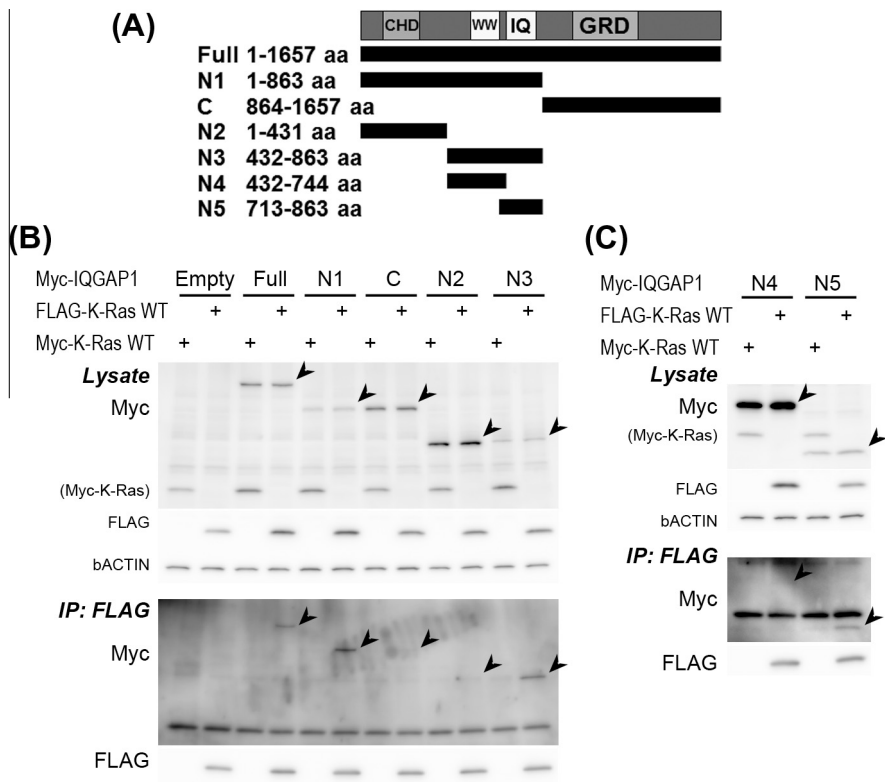 (A)
CHD WW IQ GRD
Full 1-1657 aa
N1 1-863 aa
C 864-1657 aa
N2 1-431 aa
N3 432-863 aa
N4 432-744 aa
N5 713-863 aa
(B)
Myc-IQGAP1 Empty Full N1 C N2 N3
FLAG-K-Ras WT + + + + + +
Myc-K-Ras WT + + + + + +
Lysate
Myc
(Myc-K-Ras)
FLAG
bACTIN
IP: FLAG
Myc
FLAG
(C)
Myc-IQGAP1 N4 N5
FLAG-K-Ras WT + +
Myc-K-Ras WT + +
Lysate
Myc
(Myc-K-Ras)
FLAG
bACTIN
IP: FLAG
Myc
FLAG